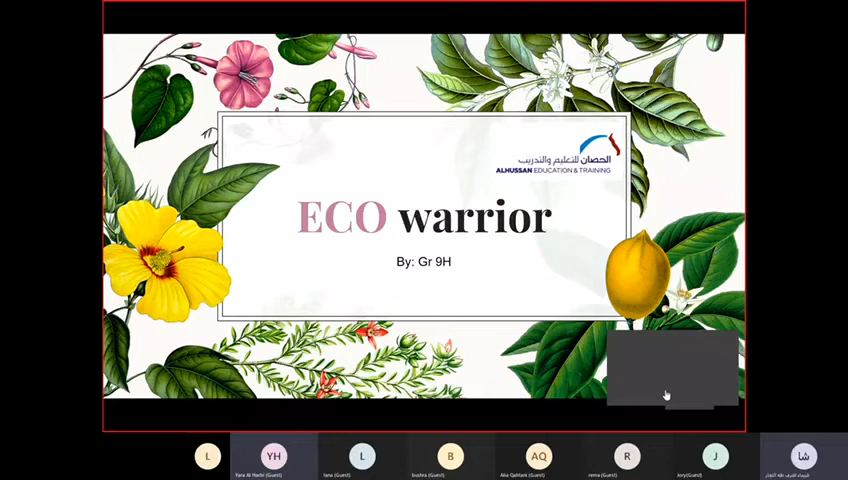 الحصان للتعليم والتدريب
ALHUSSAN EDUCATION & TRAINING
ECO warrior
By: Gr 9H
L
YH
L
B
AQ
R
J
شا
Yara Al Harbi (Guest)
lana (Guest)
bushra (Guest)
Alia Qahtani (Guest)
rema (Guest)
Jory(Guest)